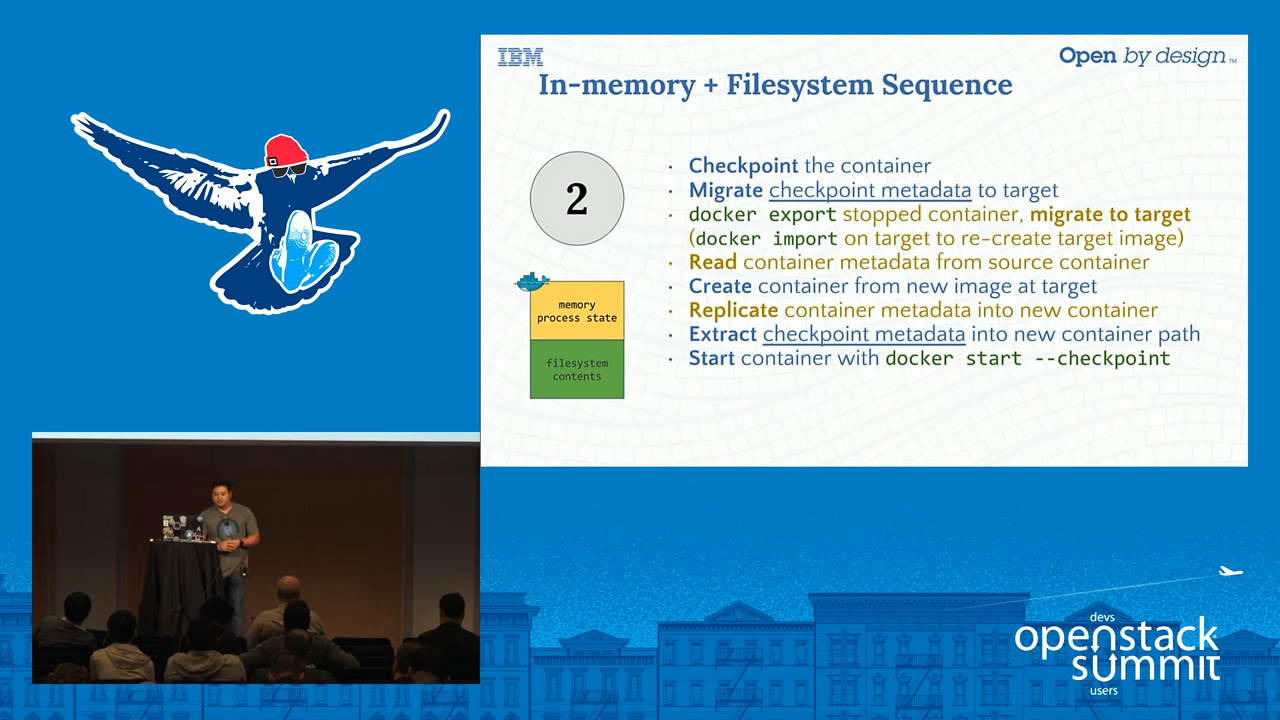 IBM
Open by design™
In-memory + Filesystem Sequence
2
memory
process state
filesystem
contents
· Checkpoint the container
· Migrate checkpoint metadata to target
· docker export stopped container, migrate to target
(docker import on target to re-create target image)
· Read container metadata from source container
· Create container from new image at target
· Replicate container metadata into new container
· Extract checkpoint metadata into new container path
· Start container with docker start --checkpoint
devs
openstack
summit
users